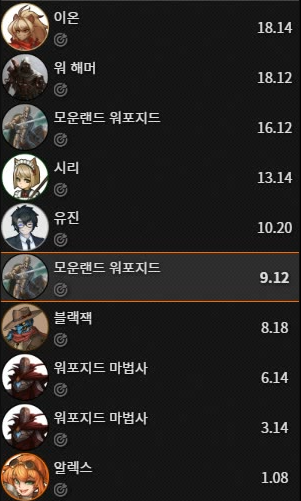 이온 18.14
워 해머 18.12
모운랜드 워포지드 16.12
시리 13.14
유진 10.20
모운랜드 워포지드 9.12
블랙잭 8.18
워포지드 마법사 6.14
워포지드 마법사 3.14
알렉스 1.08